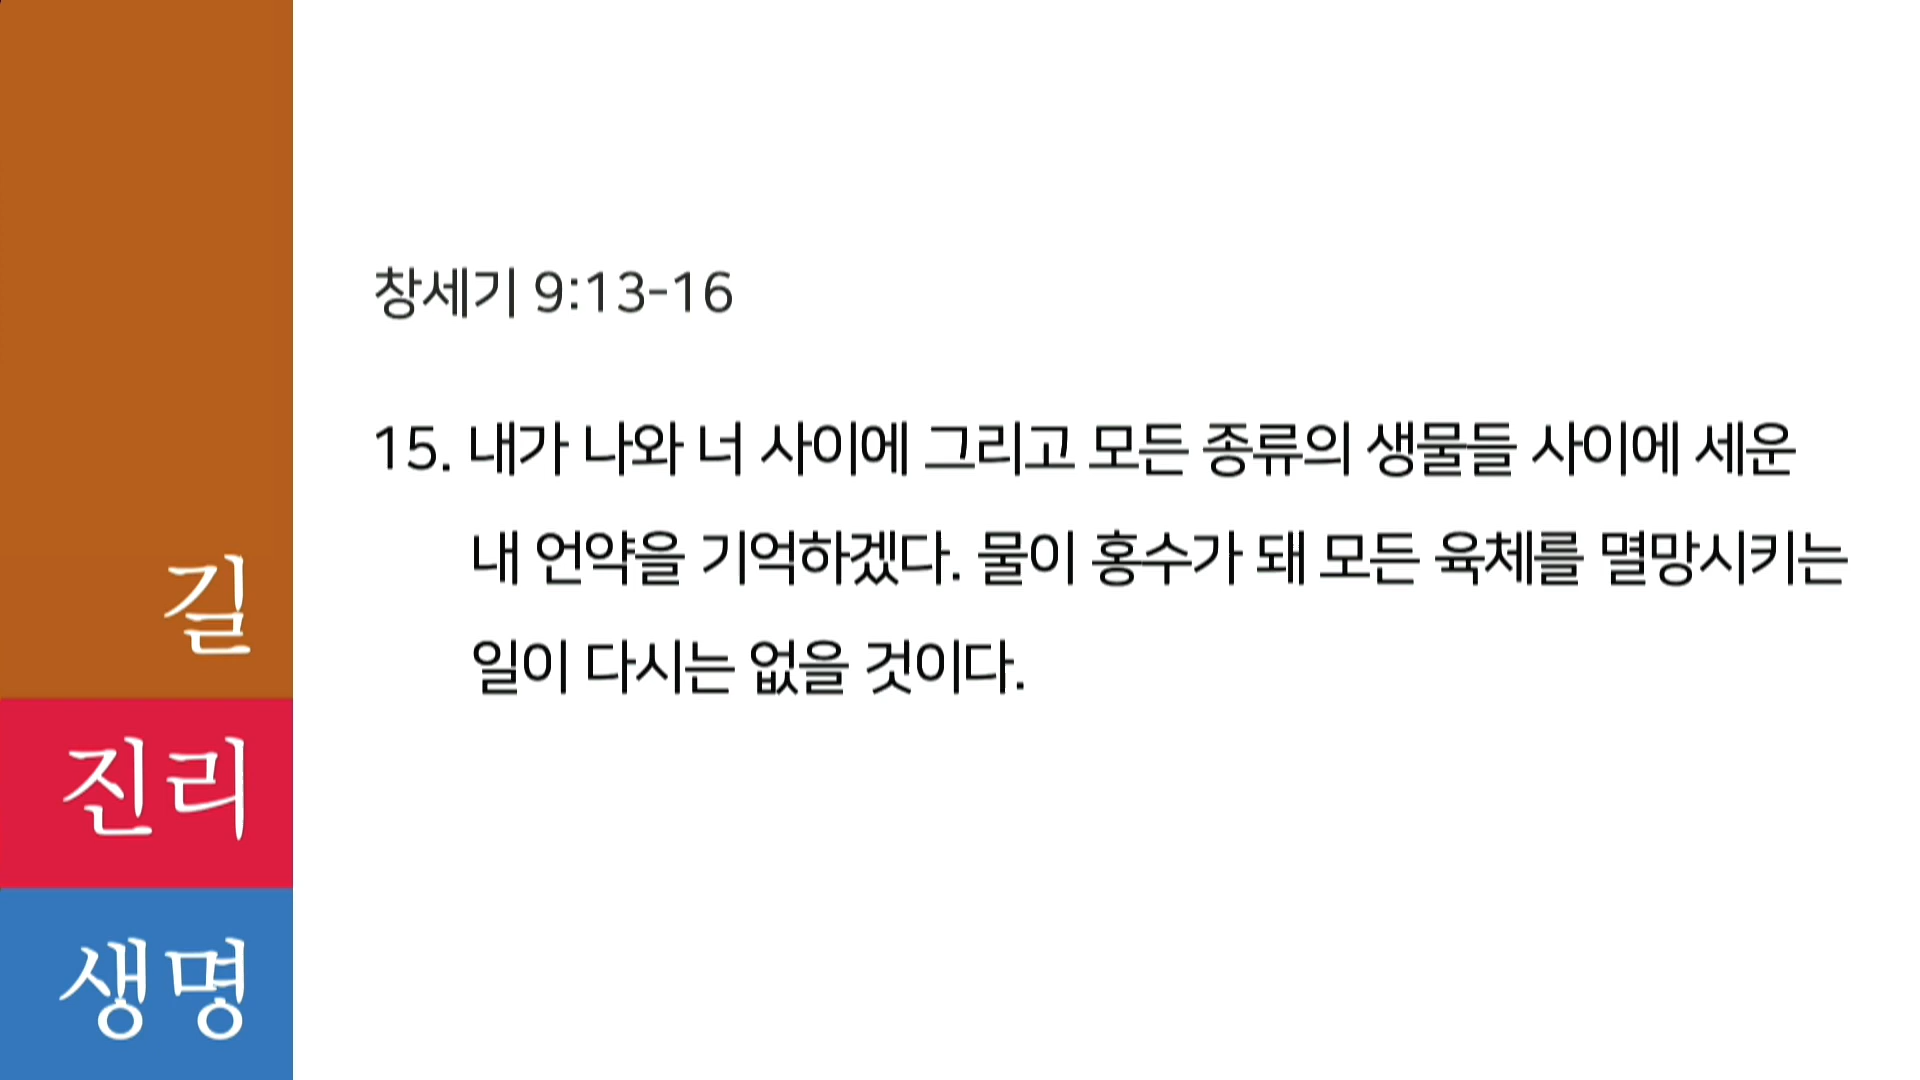 길
진리
생명
창세기 9:13-16
15. 내가 나와 너 사이에 그리고 모든 종류의 생물들 사이에 세운
내 언약을 기억하겠다. 물이 홍수가 돼 모든 육체를 멸망시키는
일이 다시는 없을 것이다.